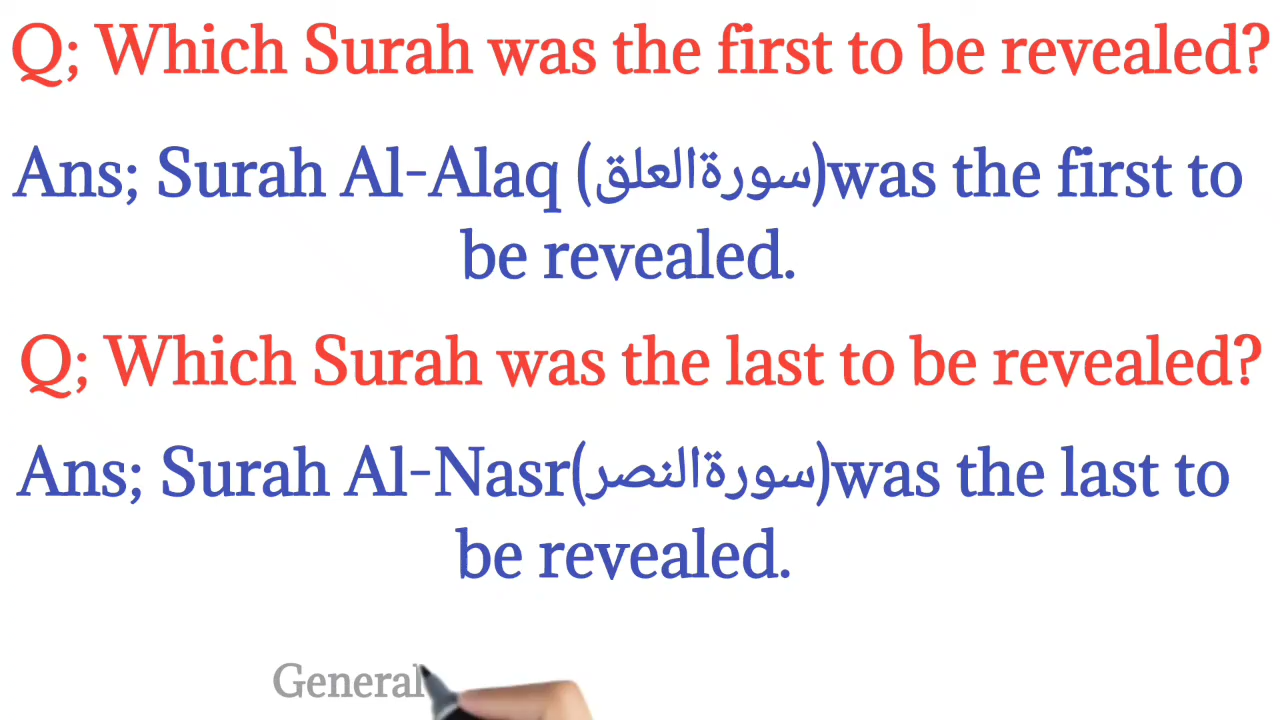 Q; Which Surah was the first to be revealed?
Ans; Surah Al-Alaq (سورةالعلق)was the first to
be revealed.
Q; Which Surah was the last to be revealed?
Ans; Surah Al-Nasr(سورةالنصر)was the last to
be revealed.
General